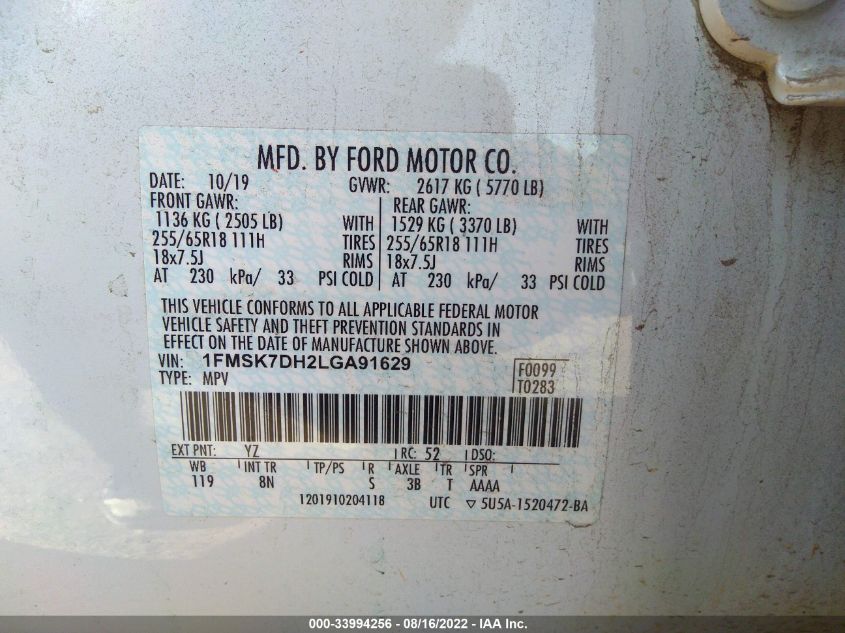 MFD. BY FORD MOTOR CO.
DATE: 10/19 GVWR: 2617 KG ( 5770 LB)
FRONT GAWR: REAR GAWR:
1136 KG ( 2505 LB) WITH 1529 KG ( 3370 LB) WITH
255/65R18 111H TIRES 255/65R18 111H TIRES
18x7.5J RIMS 18x7.5J RIMS
AT 230 kPa/ 33 PSI COLD AT 230 kPa/ 33 PSI COLD
THIS VEHICLE CONFORMS TO ALL APPLICABLE FEDERAL MOTOR
VEHICLE SAFETY AND THEFT PREVENTION STANDARDS IN
EFFECT ON THE DATE OF MANUFACTURE SHOWN ABOVE.
VIN: 1FMSK7DH2LGA91629 F0099
TYPE: MPV T0283
EXT PNT: YZ RC: 52 DSO:
WB INT TR TP/PS R AXLE TR SPR
119 8N S 3B T AAAA
1201910204118 UTC ▽ 5U5A-1520472-BA
000-33994256 - 08/16/2022 - IAA Inc.